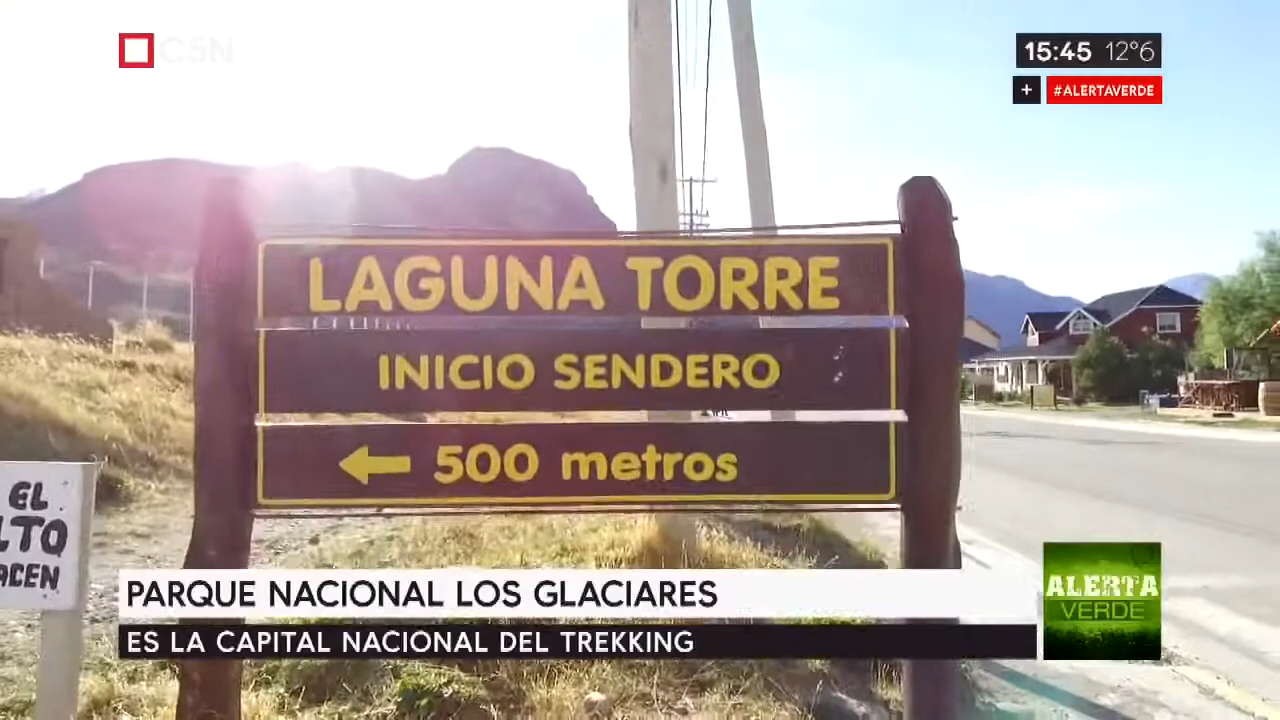 C5N
15:45 12°6
+ #ALERTAVERDE
LAGUNA TORRE
INICIO SENDERO
500 metros
EL
LTO
ACEN
PARQUE NACIONAL LOS GLACIARES
ES LA CAPITAL NACIONAL DEL TREKKING
ALERTA
VERDE